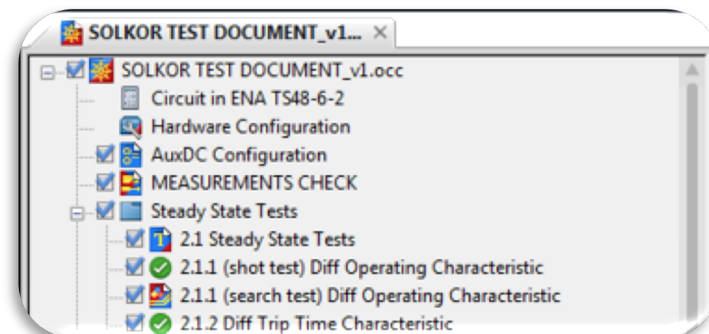 SOLKOR TEST DOCUMENT_v1...
SOLKOR TEST DOCUMENT_v1.occ
Circuit in ENA TS48-6-2
Hardware Configuration
AuxDC Configuration
MEASUREMENTS CHECK
Steady State Tests
2.1 Steady State Tests
2.1.1 (shot test) Diff Operating Characteristic
2.1.1 (search test) Diff Operating Characteristic
2.1.2 Diff Trip Time Characteristic